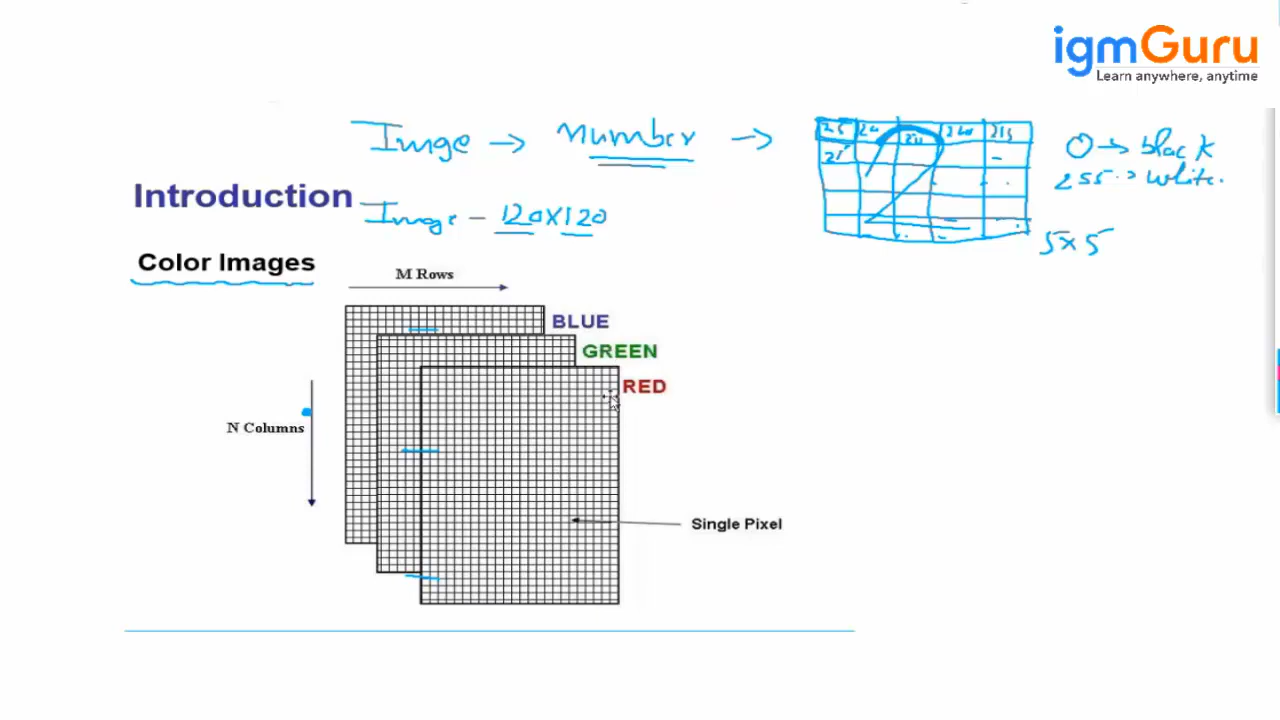 igmGuru
Learn anywhere, anytime
Image → Number →
0 → black
255 → white.
5x5
Introduction
Image - 120x120
Color Images
M Rows
BLUE
GREEN
RED
N Columns
Single Pixel